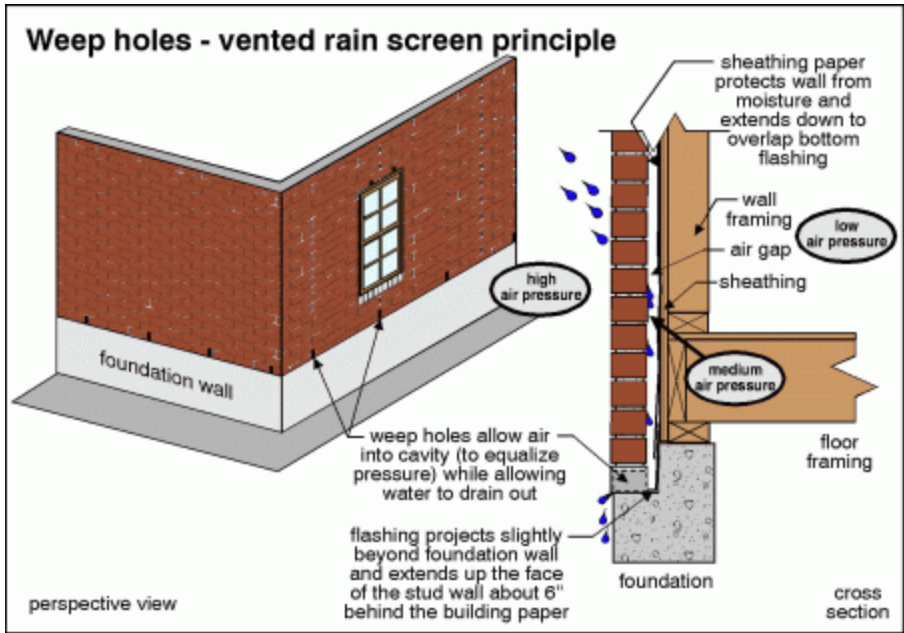 Weep holes - vented rain screen principle
sheathing paper
protects wall from
moisture and
extends down to
overlap bottom
flashing
wall
framing
low
air pressure
air gap
high
air pressure
sheathing
foundation wall
medium
air pressure
weep holes allow air
into cavity (to equalize
pressure) while allowing
water to drain out
floor
framing
flashing projects slightly
beyond foundation wall
and extends up the face
of the stud wall about 6"
behind the building paper
foundation
perspective view
cross
section